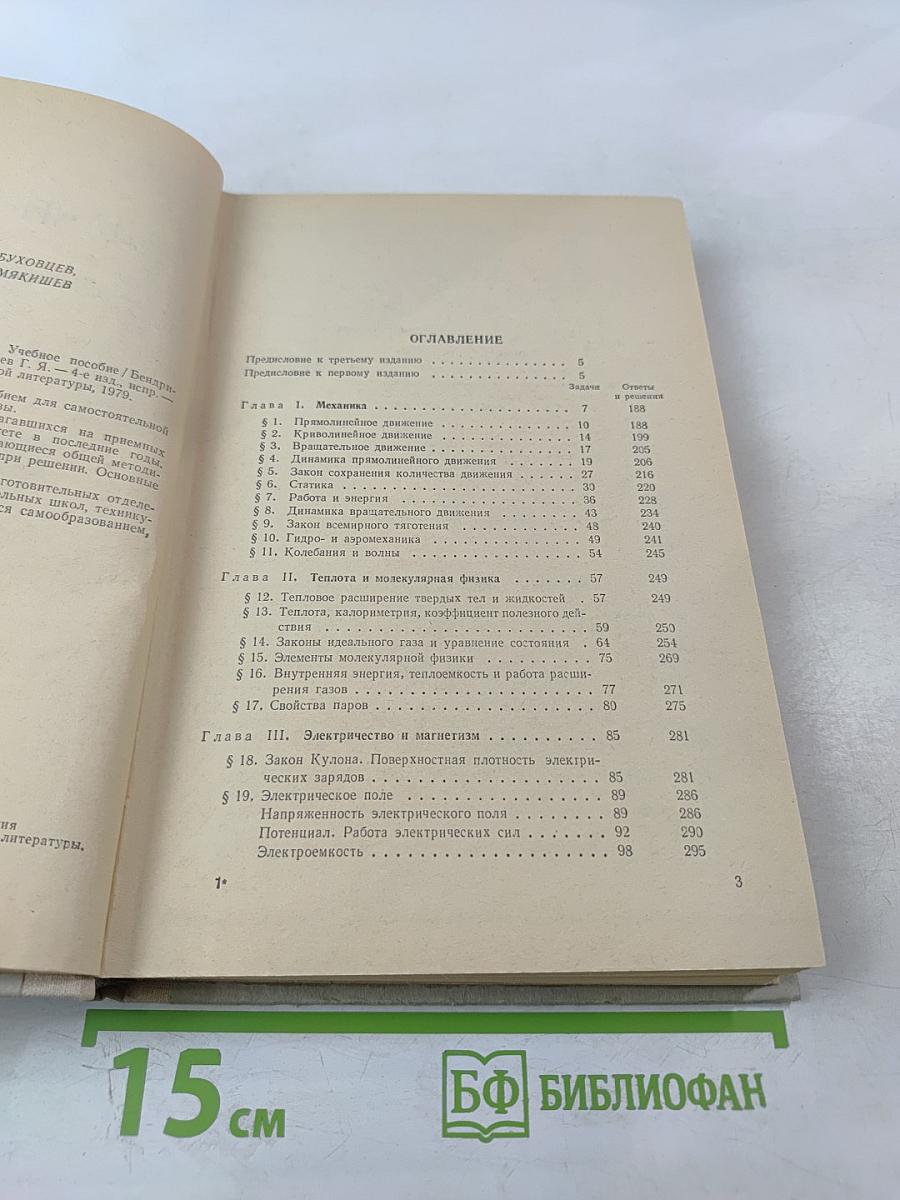 БУХОВЦЕВ,
МЯКИШЕВ
Учебное пособие / Бендри-
ев Г. Я. — 4-е изд., испр. —
ой литературы, 1979.
бием для самостоятельной
зы.
лагавшихся на приемных
тете в последние годы.
ающиеся общей методи-
при решении. Основные
готовительных отделе-
ельных школ, технику-
ся самообразованием,
ния
литературы.
ОГЛАВЛЕНИЕ
Предисловие к третьему изданию . . . . . . . . . . . . . . 5
Предисловие к первому изданию . . . . . . . . . . . . . . 5
Задачи Ответы и решения
Глава I. Механика . . . . . . . . . . . . . . . . . . 7 188
§ 1. Прямолинейное движение . . . . . . . . . . . 10 188
§ 2. Криволинейное движение . . . . . . . . . . . 14 199
§ 3. Вращательное движение . . . . . . . . . . . . 17 205
§ 4. Динамика прямолинейного движения . . . . . . 19 206
§ 5. Закон сохранения количества движения . . . . 27 216
§ 6. Статика . . . . . . . . . . . . . . . . . . . 30 220
§ 7. Работа и энергия . . . . . . . . . . . . . . 36 228
§ 8. Динамика вращательного движения . . . . . . . 43 234
§ 9. Закон всемирного тяготения . . . . . . . . . 48 240
§ 10. Гидро- и аэромеханика . . . . . . . . . . . 49 241
§ 11. Колебания и волны . . . . . . . . . . . . . 54 245
Глава II. Теплота и молекулярная физика . . . . . . . 57 249
§ 12. Тепловое расширение твердых тел и жидкостей . 57 249
§ 13. Теплота, калориметрия, коэффициент полезного дей-
ствия . . . . . . . . . . . . . . . . . . . 59 250
§ 14. Законы идеального газа и уравнение состояния . 64 254
§ 15. Элементы молекулярной физики . . . . . . . . 75 269
§ 16. Внутренняя энергия, теплоемкость и работа расши-
рения газов . . . . . . . . . . . . . . . . . 77 271
§ 17. Свойства паров . . . . . . . . . . . . . . . 80 275
Глава III. Электричество и магнетизм . . . . . . . . . 85 281
§ 18. Закон Кулона. Поверхностная плотность электри-
ческих зарядов . . . . . . . . . . . . . . . . 85 281
§ 19. Электрическое поле . . . . . . . . . . . . . 89 286
Напряженность электрического поля . . . . . . . 89 286
Потенциал. Работа электрических сил . . . . . . 92 290
Электроемкость . . . . . . . . . . . . . . . . 98 295
1* 3
15 см
БФ БИБЛИОФАН